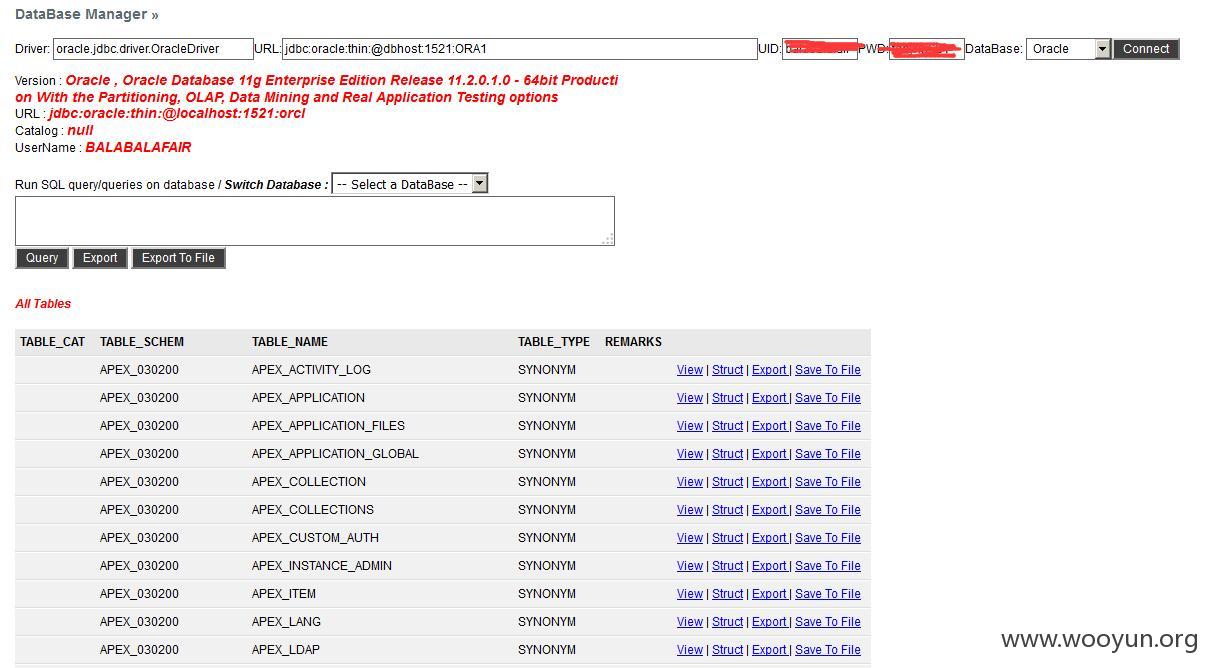 DataBase Manager »
Driver: oracle.jdbc.driver.OracleDriver URL: jdbc:oracle:thin:@dbhost:1521:ORA1 UID: PWD: DataBase: Oracle Connect
Version : Oracle , Oracle Database 11g Enterprise Edition Release 11.2.0.1.0 - 64bit Producti
on With the Partitioning, OLAP, Data Mining and Real Application Testing options
URL : jdbc:oracle:thin:@localhost:1521:orcl
Catalog : null
UserName : BALABALAFAIR
Run SQL query/queries on database / Switch Database : -- Select a DataBase --
Query Export Export To File
All Tables
TABLE_CAT TABLE_SCHEM TABLE_NAME TABLE_TYPE REMARKS
APEX_030200 APEX_ACTIVITY_LOG SYNONYM View | Struct | Export | Save To File
APEX_030200 APEX_APPLICATION SYNONYM View | Struct | Export | Save To File
APEX_030200 APEX_APPLICATION_FILES SYNONYM View | Struct | Export | Save To File
APEX_030200 APEX_APPLICATION_GLOBAL SYNONYM View | Struct | Export | Save To File
APEX_030200 APEX_COLLECTION SYNONYM View | Struct | Export | Save To File
APEX_030200 APEX_COLLECTIONS SYNONYM View | Struct | Export | Save To File
APEX_030200 APEX_CUSTOM_AUTH SYNONYM View | Struct | Export | Save To File
APEX_030200 APEX_INSTANCE_ADMIN SYNONYM View | Struct | Export | Save To File
APEX_030200 APEX_ITEM SYNONYM View | Struct | Export | Save To File
APEX_030200 APEX_LANG SYNONYM View | Struct | Export | Save To File
APEX_030200 APEX_LDAP SYNONYM View | Struct | Export | Save To File
www.wooyun.org